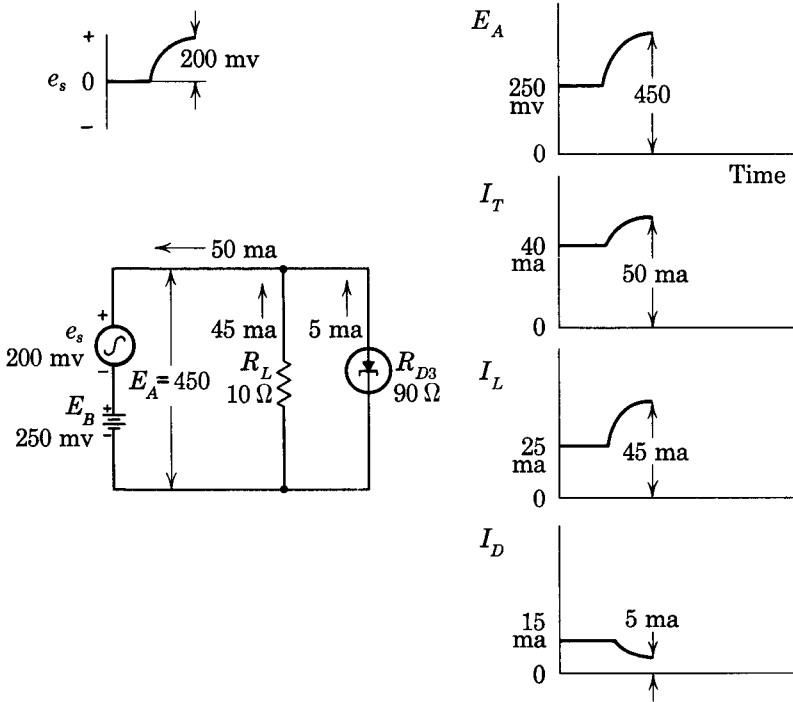 +
e_s 0
−
200 mv
50 ma
+
e_s
200 mv
−
E_B +
250 mv −
E_A = 450
45 ma
R_L
10 Ω
5 ma
R_D3
90 Ω
E_A
250
mv
450
0
Time
I_T
40
ma
50 ma
0
I_L
25
ma
45 ma
0
I_D
15
ma
5 ma
0